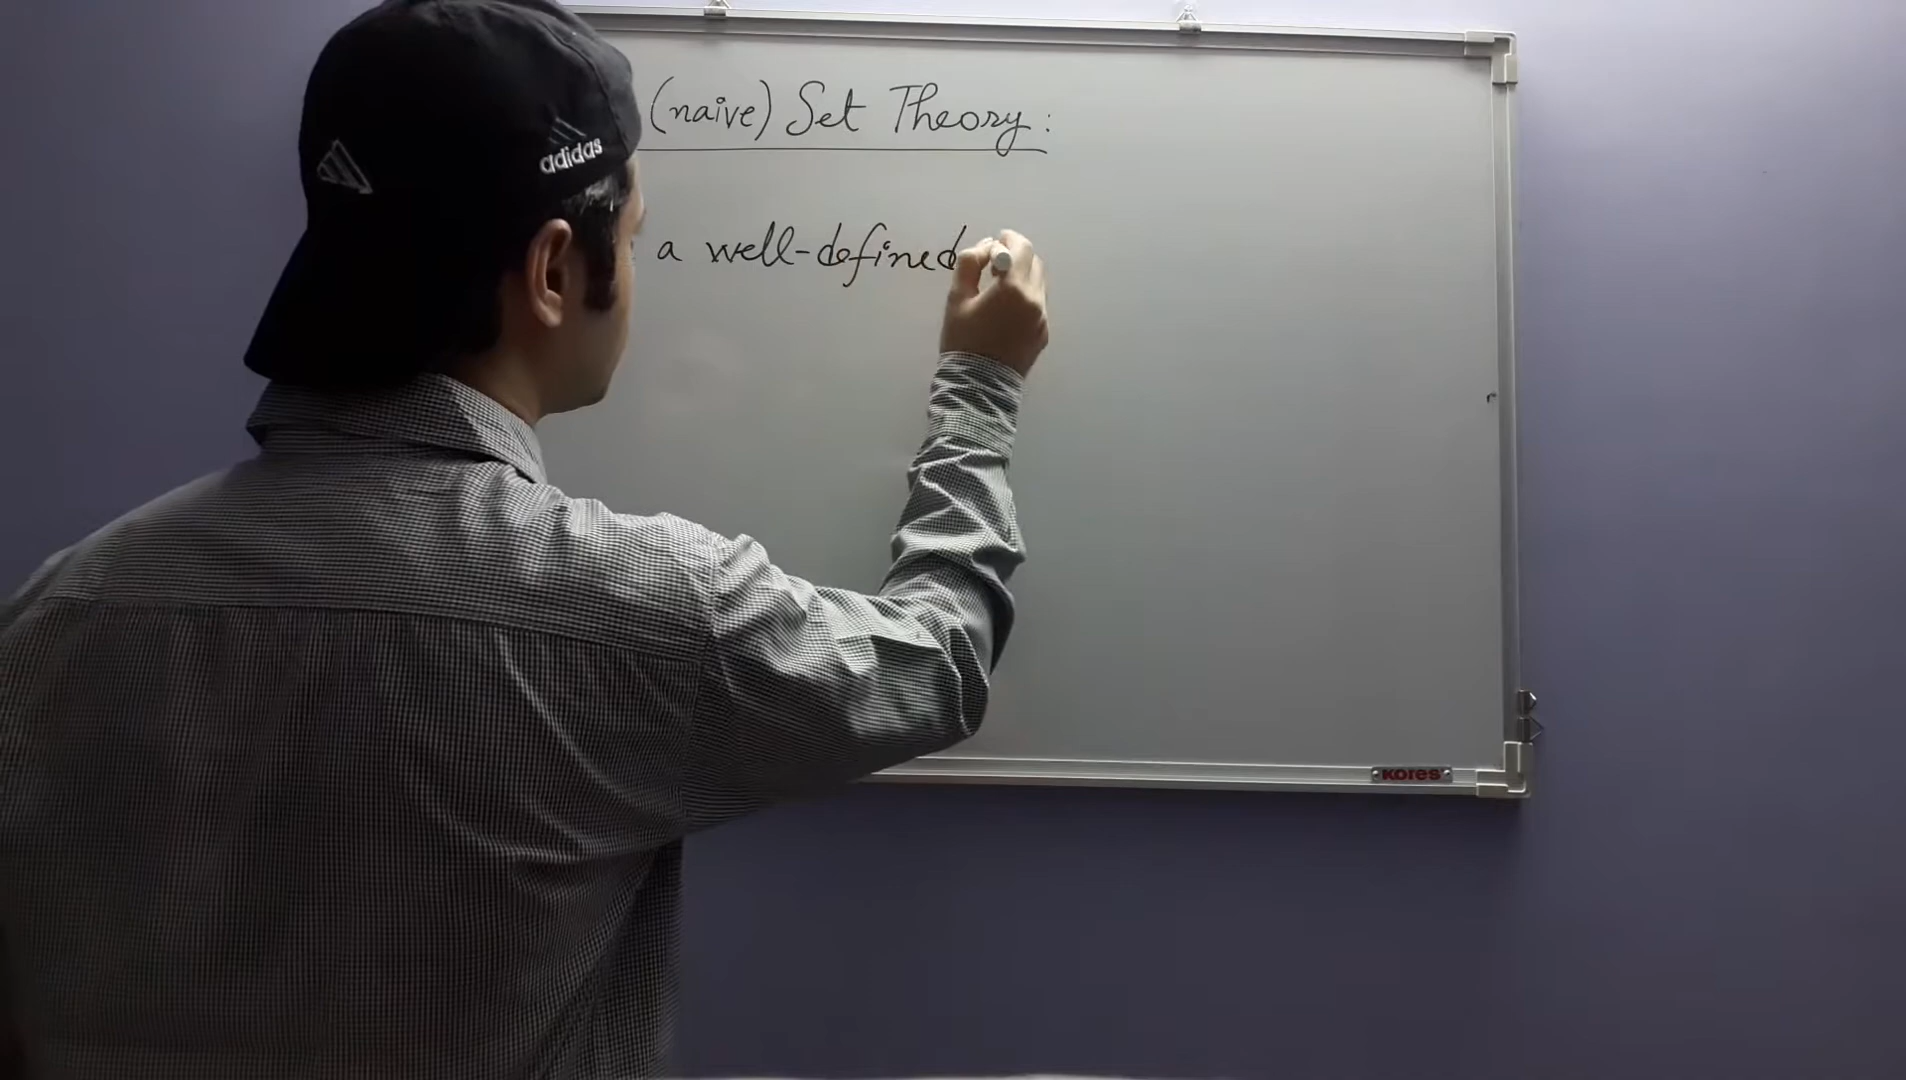 (naive) Set Theory:
a well-defined
adidas
KORES